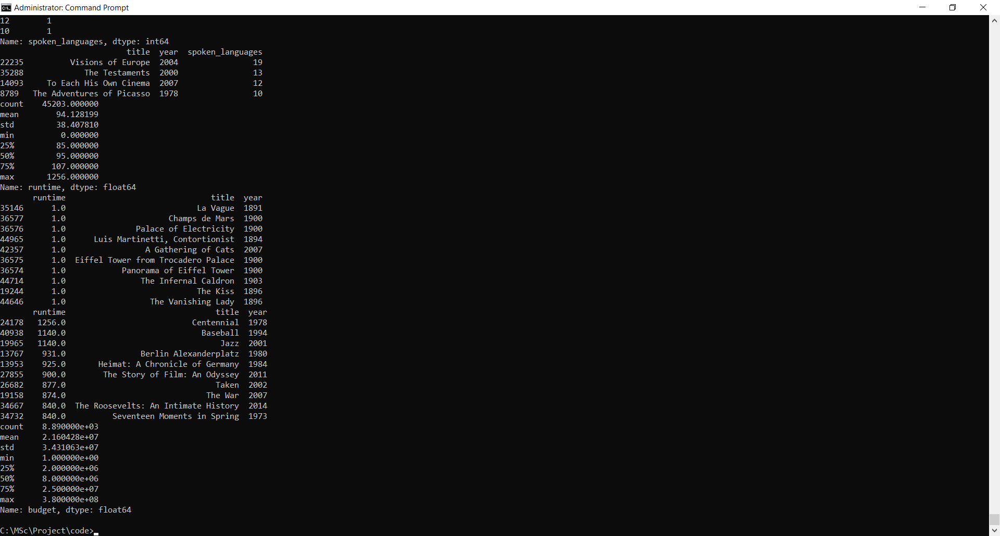 Administrator: Command Prompt
12        1
10        1
Name: spoken_languages, dtype: int64
                           title  year  spoken_languages
22235          Visions of Europe  2004                19
35288             The Testaments  2000                13
14093     To Each His Own Cinema  2007                12
8789   The Adventures of Picasso  1978                10
count    45203.000000
mean        94.128199
std         38.407810
min          0.000000
25%         85.000000
50%         95.000000
75%        107.000000
max       1256.000000
Name: runtime, dtype: float64
       runtime                               title  year
35146      1.0                            La Vague  1891
36577      1.0                      Champs de Mars  1900
36576      1.0               Palace of Electricity  1900
44965      1.0      Luis Martinetti, Contortionist  1894
42357      1.0                 A Gathering of Cats  2007
36575      1.0  Eiffel Tower from Trocadero Palace  1900
36574      1.0            Panorama of Eiffel Tower  1900
44714      1.0                The Infernal Caldron  1903
19244      1.0                            The Kiss  1896
44646      1.0                  The Vanishing Lady  1896
       runtime                                title  year
24178   1256.0                           Centennial  1978
40938   1140.0                             Baseball  1994
19965   1140.0                                 Jazz  2001
13767    931.0                Berlin Alexanderplatz  1980
13953    925.0       Heimat: A Chronicle of Germany  1984
27855    900.0        The Story of Film: An Odyssey  2011
26682    877.0                                Taken  2002
19158    874.0                              The War  2007
34667    840.0  The Roosevelts: An Intimate History  2014
34732    840.0          Seventeen Moments in Spring  1973
count    8.890000e+03
mean     2.160428e+07
std      3.431063e+07
min      1.000000e+00
25%      2.000000e+06
50%      8.000000e+06
75%      2.500000e+07
max      3.800000e+08
Name: budget, dtype: float64
C:\MSc\Project\code>